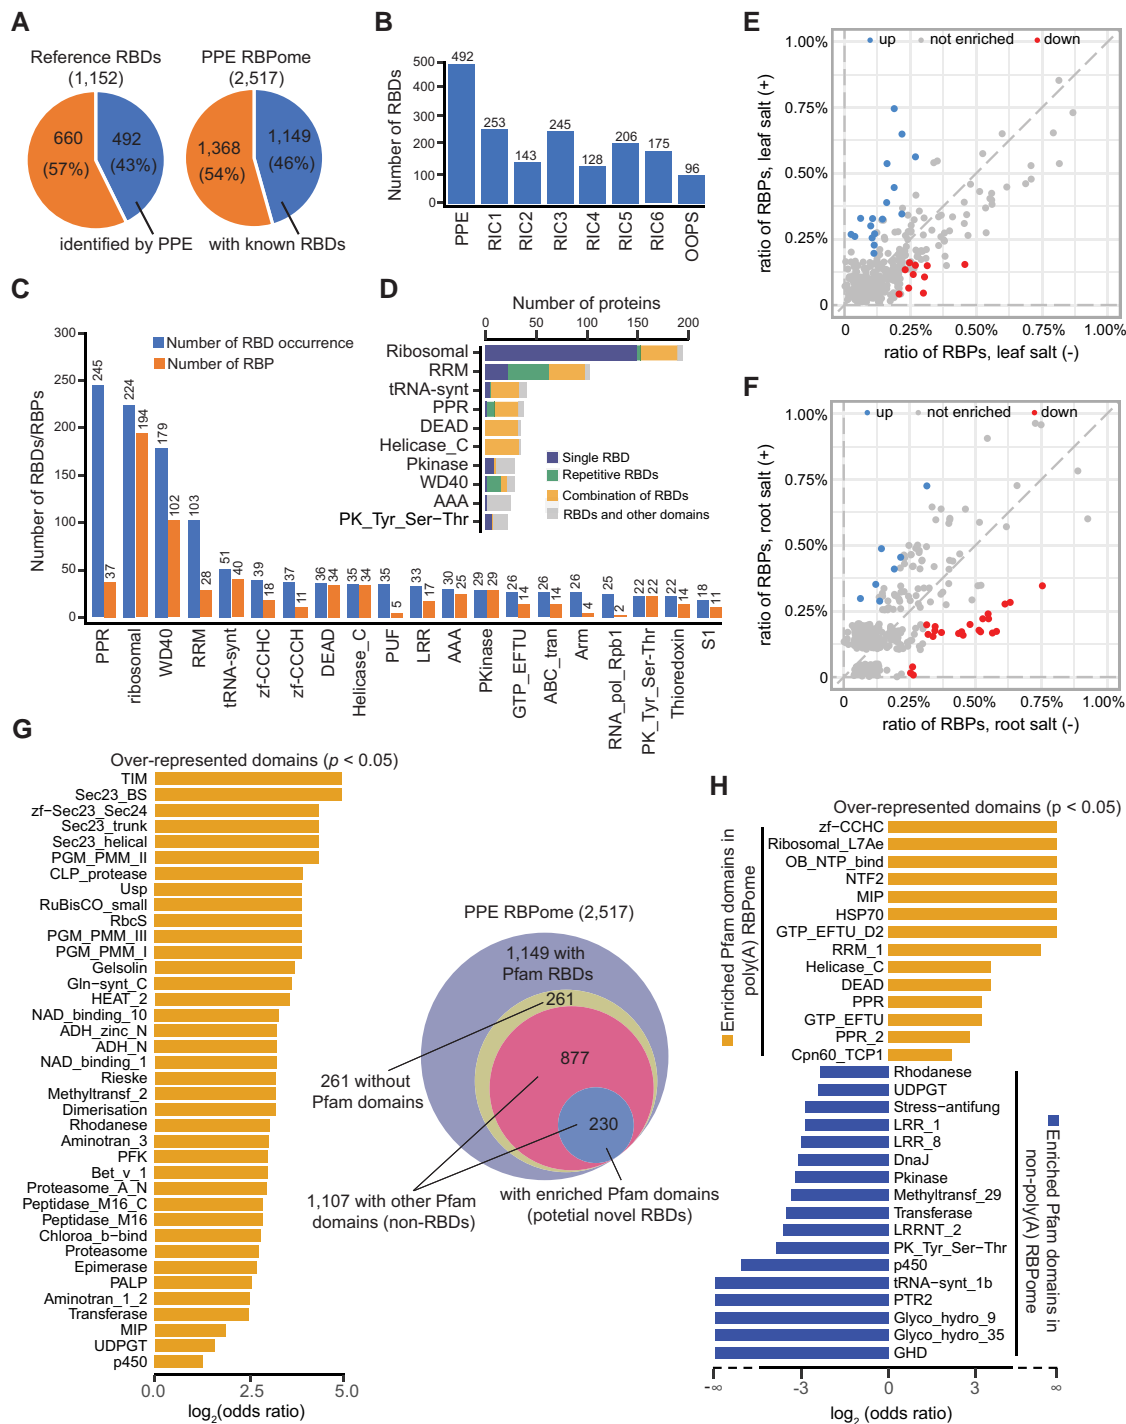 A
Reference RBDs
(1,152)
PPE RBPome
(2,517)
660
(57%)
492
(43%)
1,368
(54%)
1,149
(46%)
identified by PPE
with known RBDs
B
Number of RBDs
500
400
300
200
100
0
492
253
143
245
128
206
175
96
PPE
RIC1
RIC2
RIC3
RIC4
RIC5
RIC6
OOPS
C
Number of RBDs/RBPs
300
250
200
150
100
50
0
Number of RBD occurrence
Number of RBP
245
37
224
194
179
102
103
28
51
40
39
18
37
11
36
34
35
34
35
5
33
17
30
25
29
29
26
14
26
14
26
4
25
2
22
22
22
14
18
11
PPR
ribosomal
WD40
RRM
tRNA-synt
zf-CCHC
zf-CCCH
DEAD
Helicase_C
PUF
LRR
AAA
PKinase
GTP_EFTU
ABC_tran
Arm
RNA_pol_Rpb1
PK_Tyr_Ser-Thr
Thioredoxin
S1
D
Number of proteins
0
50
100
150
200
Ribosomal
RRM
tRNA-synt
PPR
DEAD
Helicase_C
Pkinase
WD40
AAA
PK_Tyr_Ser−Thr
Single RBD
Repetitive RBDs
Combination of RBDs
RBDs and other domains
E
up
not enriched
down
ratio of RBPs, leaf salt (+)
1.00%
0.75%
0.50%
0.25%
0
0
0.25%
0.50%
0.75%
1.00%
ratio of RBPs, leaf salt (-)
F
up
not enriched
down
ratio of RBPs, root salt (+)
1.00%
0.75%
0.50%
0.25%
0
0
0.25%
0.50%
0.75%
1.00%
ratio of RBPs, root salt (-)
G
Over-represented domains (p < 0.05)
TIM
Sec23_BS
zf−Sec23_Sec24
Sec23_trunk
Sec23_helical
PGM_PMM_II
CLP_protease
Usp
RuBisCO_small
RbcS
PGM_PMM_III
PGM_PMM_I
Gelsolin
Gln−synt_C
HEAT_2
NAD_binding_10
ADH_zinc_N
ADH_N
NAD_binding_1
Rieske
Methyltransf_2
Dimerisation
Rhodanese
Aminotran_3
PFK
Bet_v_1
Proteasome_A_N
Peptidase_M16_C
Peptidase_M16
Chloroa_b−bind
Proteasome
Epimerase
PALP
Aminotran_1_2
Transferase
MIP
UDPGT
p450
0.0
2.5
5.0
log2(odds ratio)
PPE RBPome (2,517)
1,149 with
Pfam RBDs
261
877
230
261 without
Pfam domains
1,107 with other Pfam
domains (non-RBDs)
with enriched Pfam domains
(potetial novel RBDs)
H
Over-represented domains (p < 0.05)
Enriched Pfam domains in
poly(A) RBPome
zf−CCHC
Ribosomal_L7Ae
OB_NTP_bind
NTF2
MIP
HSP70
GTP_EFTU_D2
RRM_1
Helicase_C
DEAD
PPR
GTP_EFTU
PPR_2
Cpn60_TCP1
Rhodanese
UDPGT
Stress−antifung
LRR_1
LRR_8
DnaJ
Pkinase
Methyltransf_29
Transferase
LRRNT_2
PK_Tyr_Ser−Thr
p450
tRNA−synt_1b
PTR2
Glyco_hydro_9
Glyco_hydro_35
GHD
Enriched Pfam domains in
non-poly(A) RBPome
-∞
-3
0
3
∞
log2 (odds ratio)